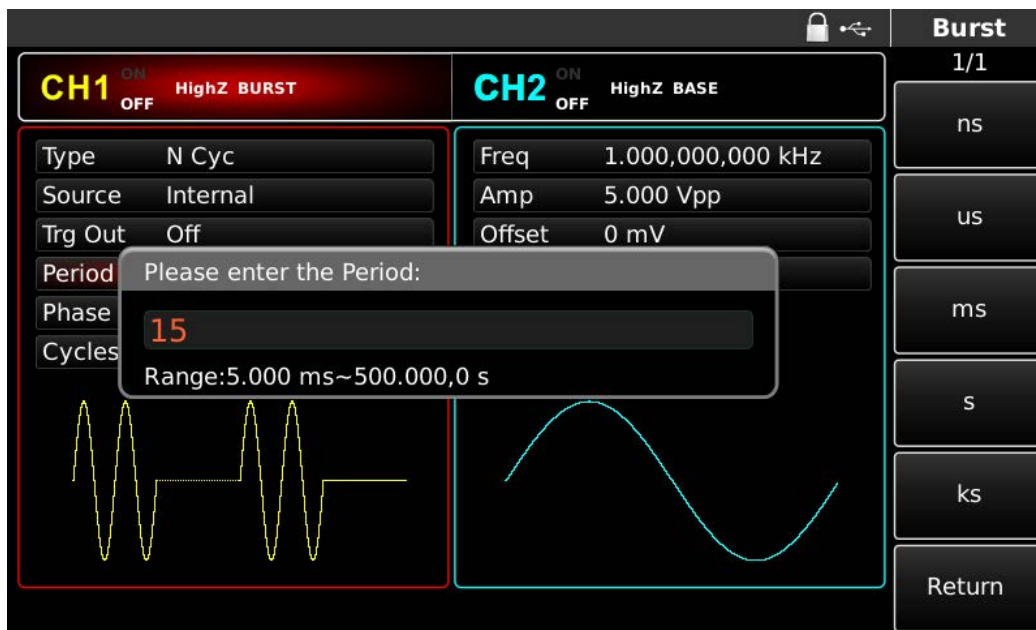 Burst
1/1
CH1 ON OFF HighZ BURST
CH2 ON OFF HighZ BASE
Type N Cyc
Source Internal
Trg Out Off
Period
Phase
Cycles
Freq 1.000,000,000 kHz
Amp 5.000 Vpp
Offset 0 mV
Please enter the Period:
15
Range:5.000 ms~500.000,0 s
ns
us
ms
s
ks
Return